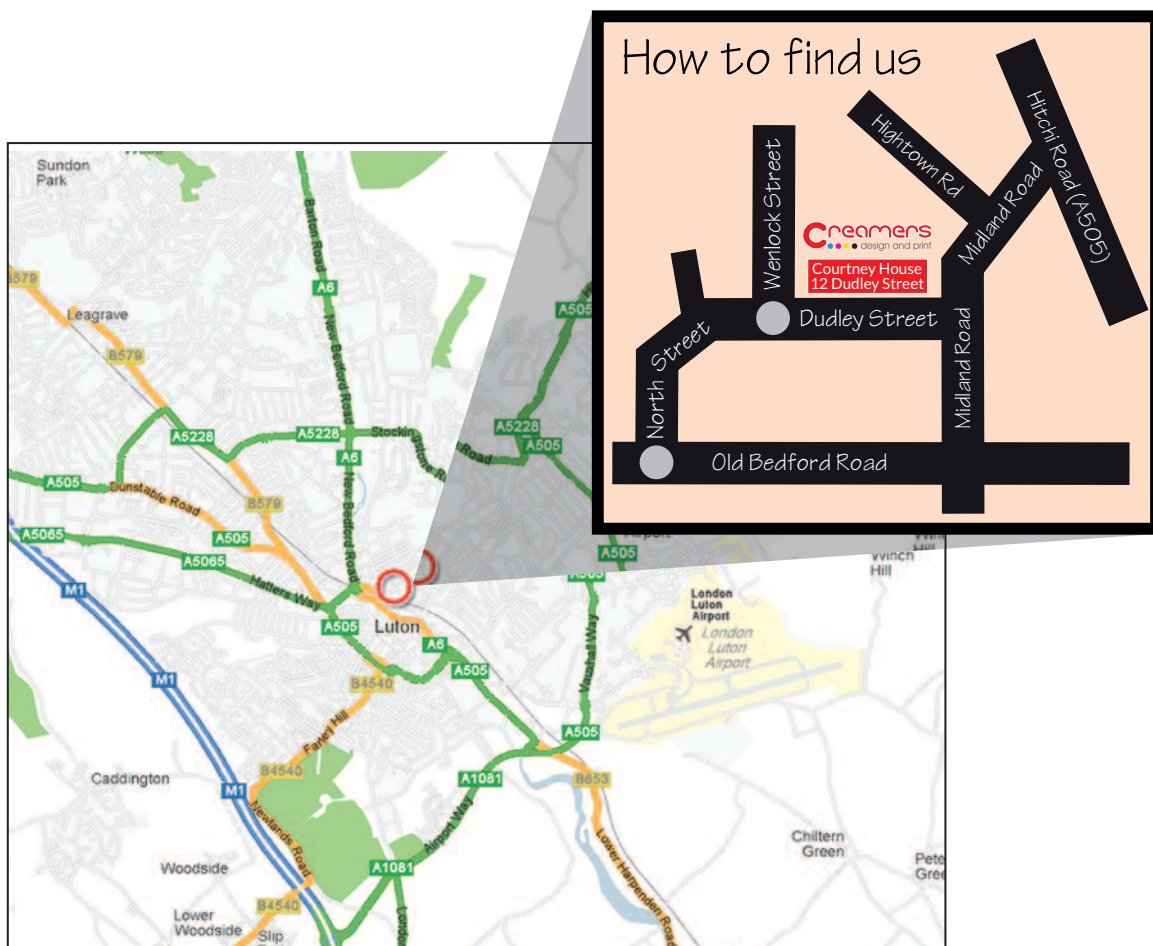 How to find us
Hitchi Road (A505)
Hightown Rd
Midland Road
Wenlock Street
Creamers
design and print
Courtney House
12 Dudley Street
Dudley Street
North Street
Midland Road
Old Bedford Road
Sundon
Park
Barton Road
B579
A6
A505
Leagrave
New Bedford Road
B579
A5228
A5228
Stockingstone
Road
A5228
A505
A6
A505
Dunstable Road
B579
New Bedford Road
A5065
A505
A5065
A505
Airport
Winch
Hill
Hatters Way
M1
A505
Luton
London
Luton
Airport
London
Luton
Airport
A6
A505
Vauxhall Way
M1
B4540
Farley Hill
A505
Caddington
B4540
A1081
B653
M1
Newlands Road
Airport Way
Lower Harpenden Road
Chiltern
Green
Woodside
A1081
B4540
Lower
Woodside
Slip